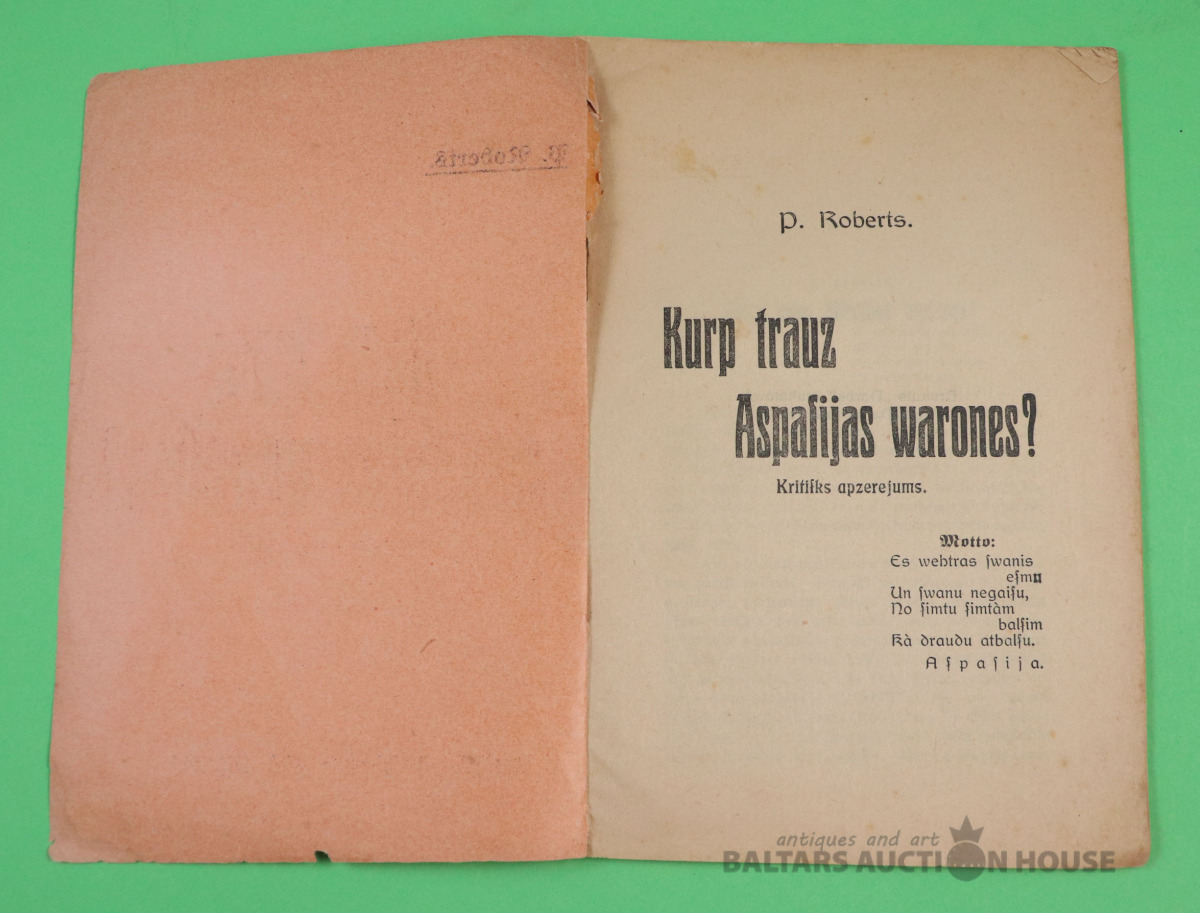 P. Roberts
P. Roberts.
Kurp trauz
Aspaſijas warones?
Kritiſks apzerejums.
Motto:
Es wehtras ſwanis
eſmu
Un ſwanu negaiſu,
No ſimtu ſimtàm
balſim
Kà draudu atbalſu.
Aſpaſija.
antiques and art
BALTARS AUCTION HOUSE